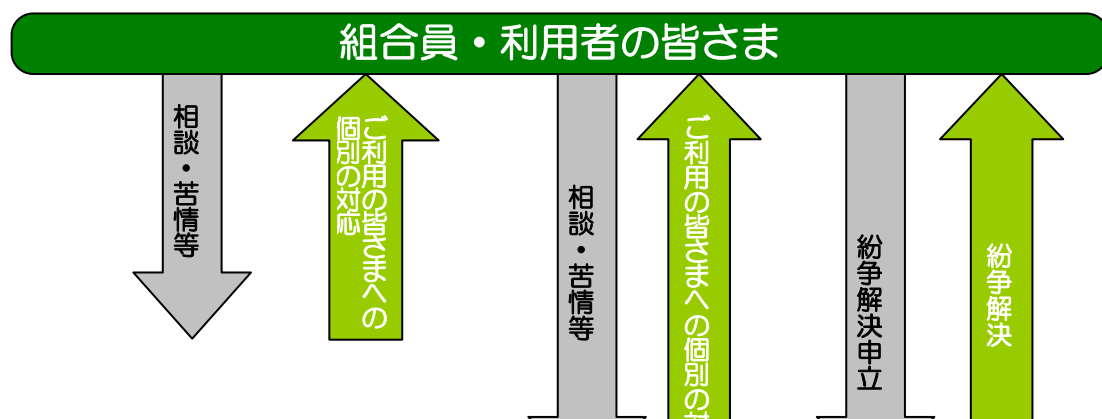 組合員・利用者の皆さま
相談・苦情等
ご利用の皆さまへの
個別の対応
相談・苦情等
ご利用の皆さまへの個別の対
紛争解決申立
紛争解決